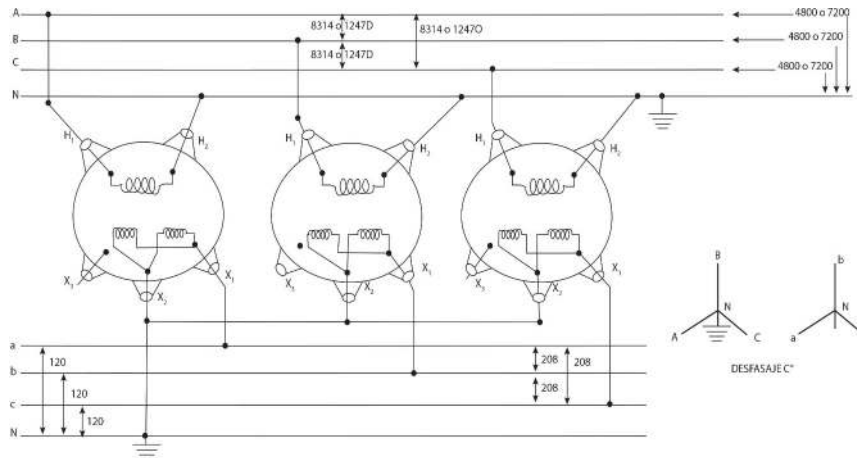 A
B
C
N
8314 o 1247D
8314 o 1247D
8314 o 1247O
4800 o 7200
4800 o 7200
4800 o 7200
H1
H2
H1
H2
H1
H2
X3
X2
X1
X3
X2
X1
X3
X2
X1
a
b
c
N
120
120
120
208
208
208
B
N
A
C
b
N
a
DESFASAJE C°